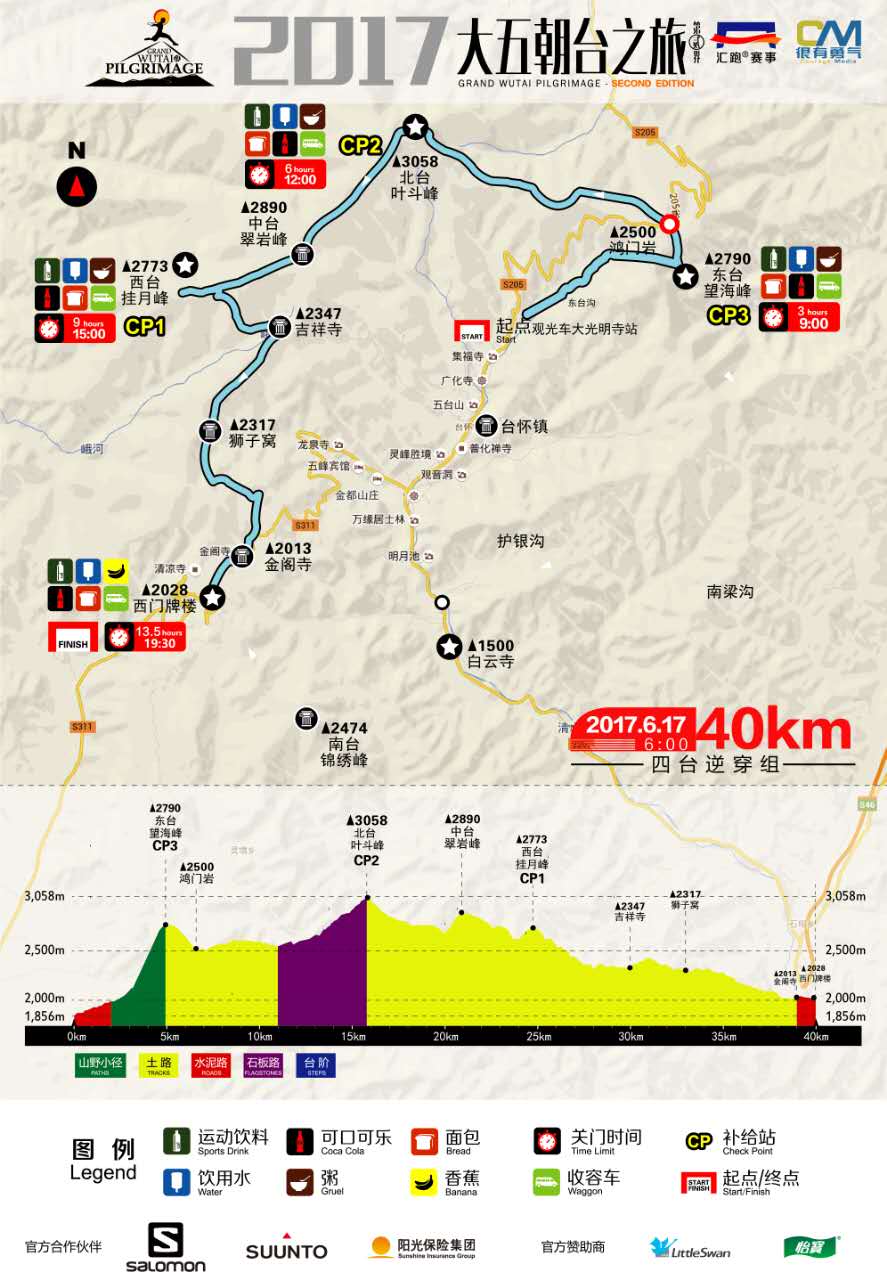 GRAND
WUTAI
PILGRIMAGE
2017
大五朝台之旅
GRAND WUTAI PILGRIMAGE - SECOND EDITION
汇跑®赛事
CM
很有勇气
Courage-Media
N
CP2
6 hours
12:00
▲3058
北台
叶斗峰
S205
▲2890
中台
翠岩峰
▲2500
鸿门岩
▲2773
西台
挂月峰
CP1
9 hours
15:00
▲2790
东台
望海峰
CP3
3 hours
9:00
S205
东台沟
▲2347
吉祥寺
START
起点观光车大光明寺站
Start
集福寺
广化寺
五台山
台怀
台怀镇
▲2317
狮子窝
峨河
龙泉寺
灵峰胜境
普化禅寺
五峰宾馆
观音洞
金都山庄
万缘居士林
S311
护银沟
金阁寺
▲2013
金阁寺
清凉寺
明月池
▲2028
西门牌楼
南梁沟
FINISH
13.5 hours
19:30
▲1500
白云寺
S311
▲2474
南台
锦绣峰
2017.6.17
6:00
40km
四台逆穿组
S46
▲2790
东台
望海峰
CP3
▲2500
鸿门岩
▲3058
北台
叶斗峰
CP2
▲2890
中台
翠岩峰
▲2773
西台
挂月峰
CP1
▲2347
吉祥寺
▲2317
狮子窝
▲2013
金阁寺
▲2028
西门牌楼
3,058m
3,058m
2,500m
2,500m
2,000m
2,000m
1,856m
1,856m
0km 5km 10km 15km 20km 25km 30km 35km 40km
山野小径
PATHS
土路
TRACKS
水泥路
ROADS
石板路
FLAGSTONES
台阶
STEPS
图例
Legend
运动饮料
Sports Drink
可口可乐
Coca Cola
面包
Bread
关门时间
Time Limit
CP
补给站
Check Point
饮用水
Water
粥
Gruel
香蕉
Banana
收容车
Waggon
START
FINISH
起点/终点
Start/Finish
官方合作伙伴
SALOMON
SUUNTO
阳光保险集团
Sunshine Insurance Group
官方赞助商
LittleSwan
怡寶